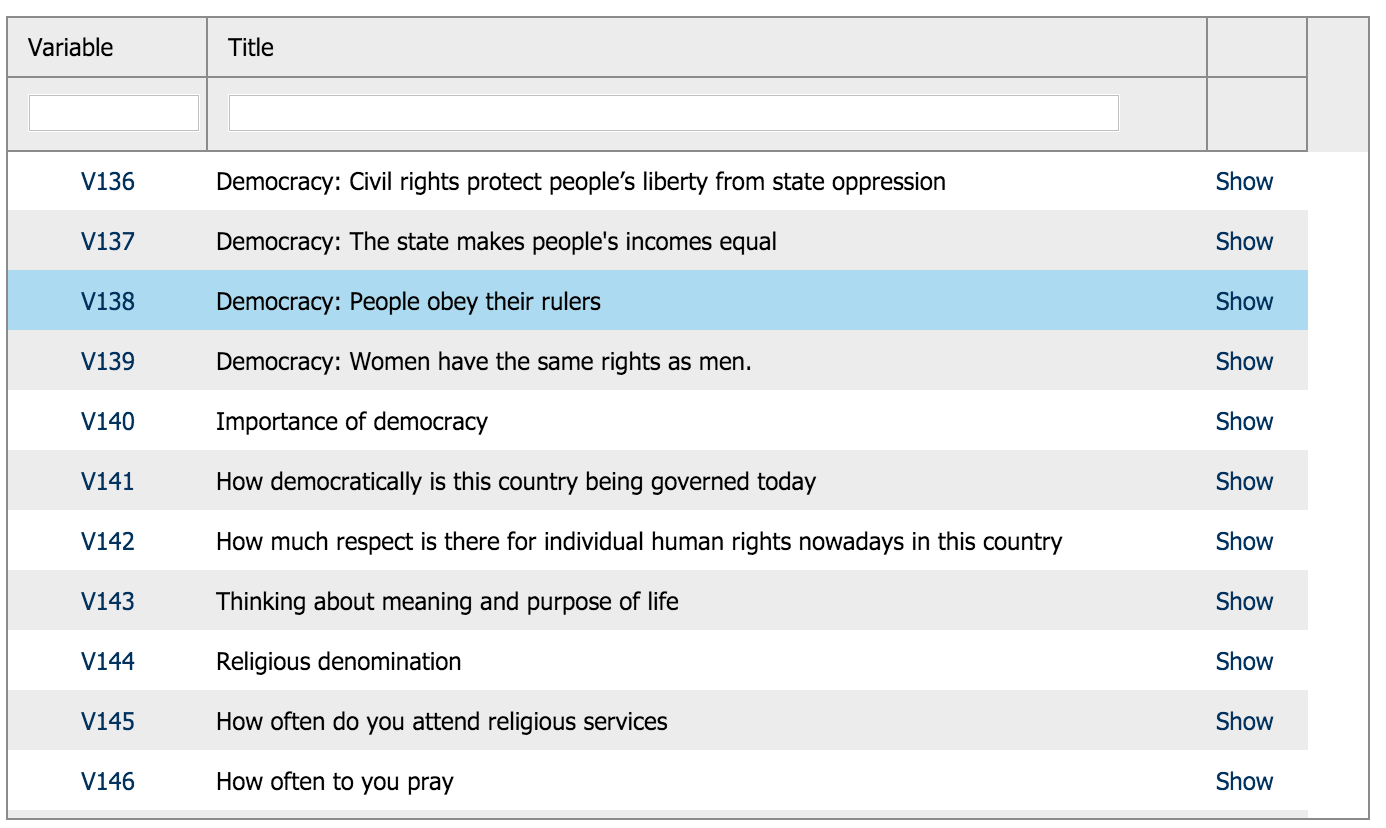 Variable Title
V136 Democracy: Civil rights protect people’s liberty from state oppression Show
V137 Democracy: The state makes people's incomes equal Show
V138 Democracy: People obey their rulers Show
V139 Democracy: Women have the same rights as men. Show
V140 Importance of democracy Show
V141 How democratically is this country being governed today Show
V142 How much respect is there for individual human rights nowadays in this country Show
V143 Thinking about meaning and purpose of life Show
V144 Religious denomination Show
V145 How often do you attend religious services Show
V146 How often to you pray Show